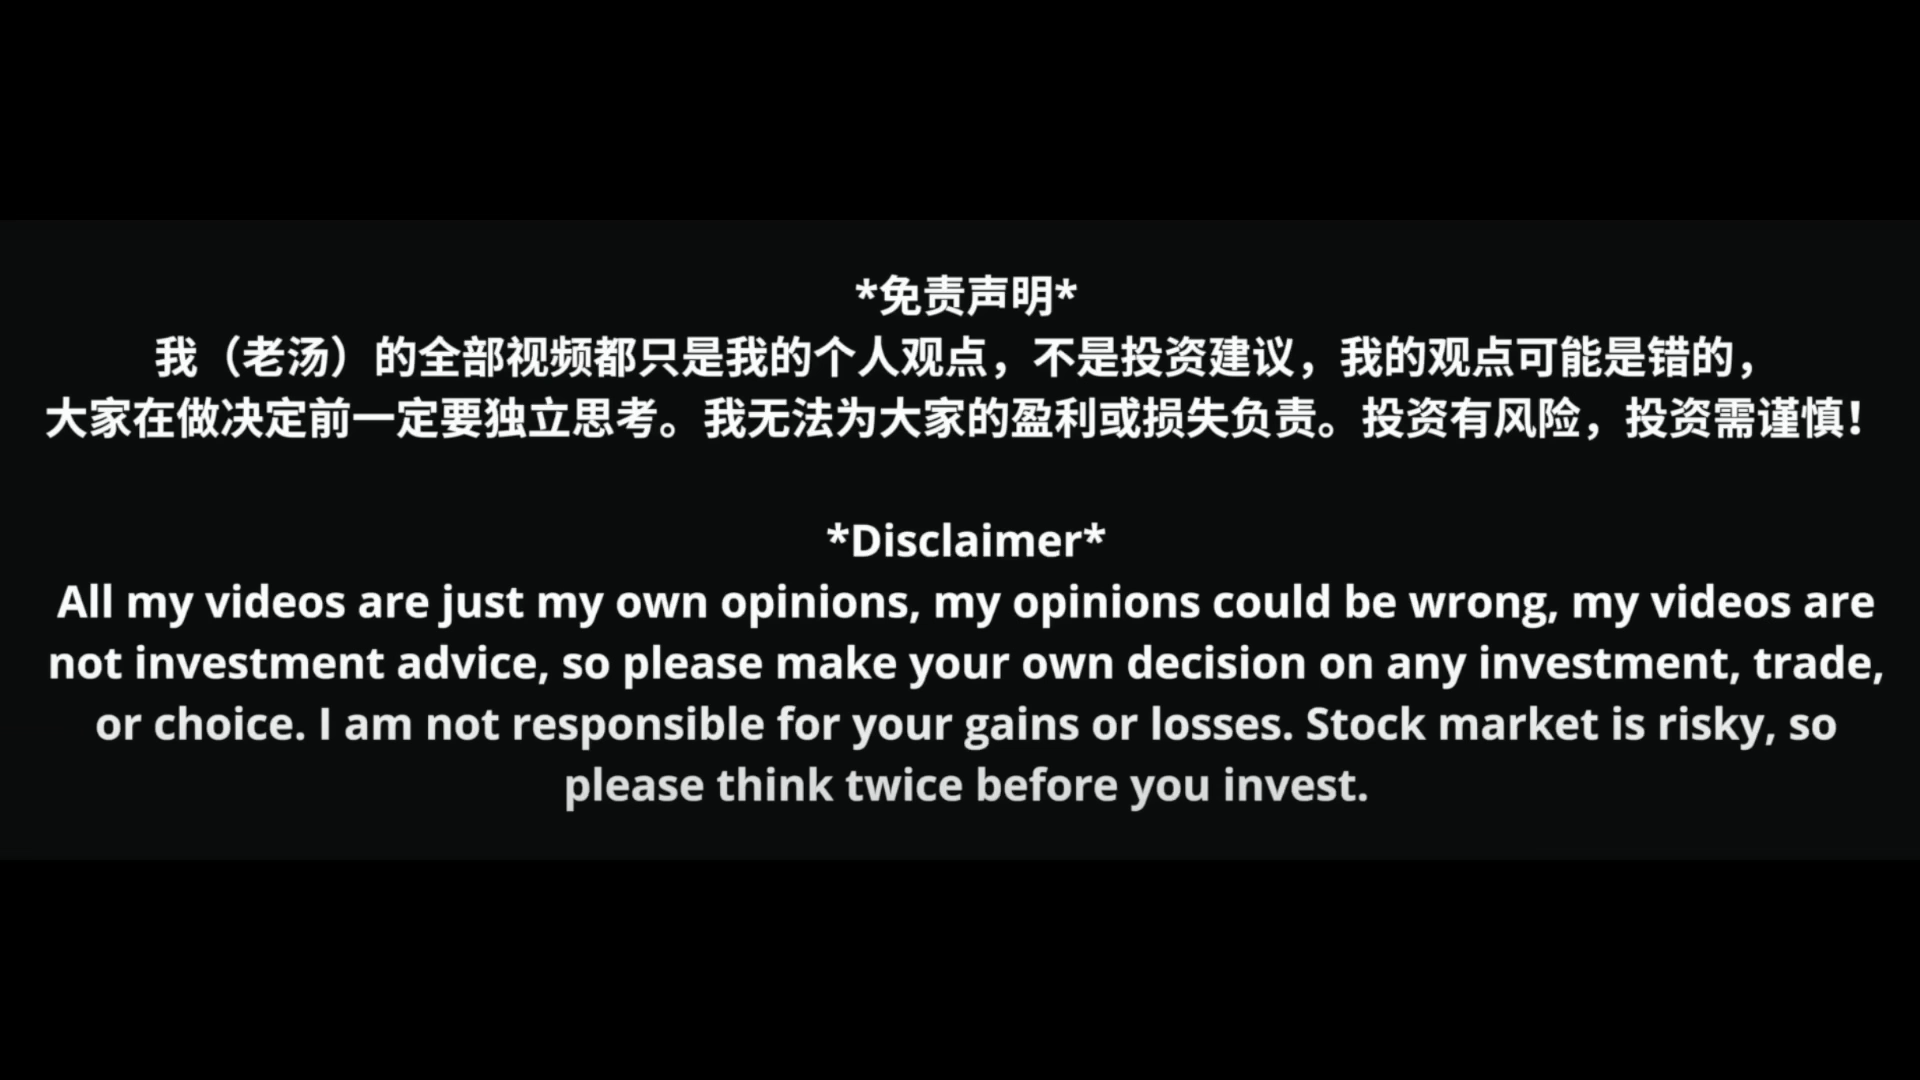 *免责声明*
我（老汤）的全部视频都只是我的个人观点，不是投资建议，我的观点可能是错的，
大家在做决定前一定要独立思考。我无法为大家的盈利或损失负责。投资有风险，投资需谨慎！
*Disclaimer*
All my videos are just my own opinions, my opinions could be wrong, my videos are
not investment advice, so please make your own decision on any investment, trade,
or choice. I am not responsible for your gains or losses. Stock market is risky, so
please think twice before you invest.